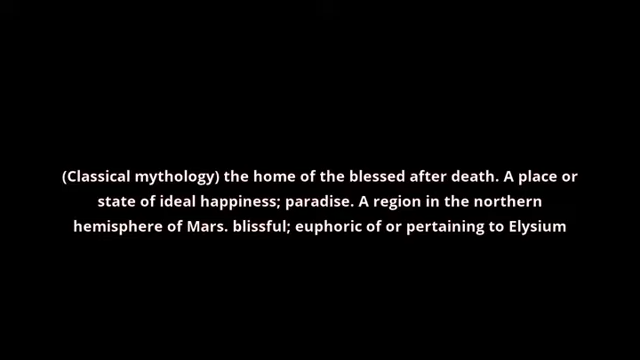 (Classical mythology) the home of the blessed after death. A place or
state of ideal happiness; paradise. A region in the northern
hemisphere of Mars. blissful; euphoric of or pertaining to Elysium